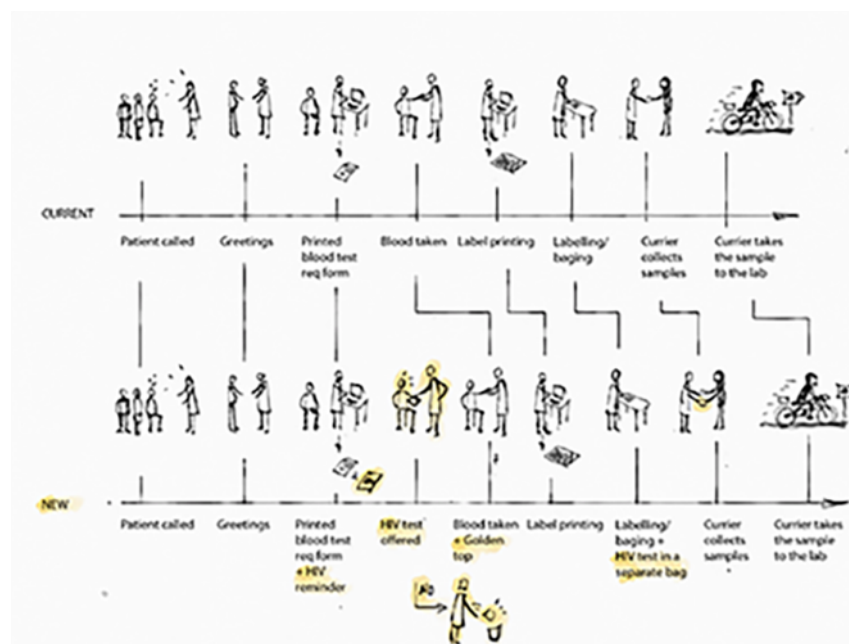 CURRENT
Patient called
Greetings
Printed
blood test
req form
Blood taken
Label printing
Labelling/
baging
Currier
collects
samples
Currier takes
the sample
to the lab
NEW
Patient called
Greetings
Printed
blood test
req form
+ HIV
reminder
HIV test
offered
Blood taken
+ Golden
top
Label printing
Labelling/
baging +
HIV test in a
separate bag
Currier
collects
samples
Currier takes
the sample
to the lab